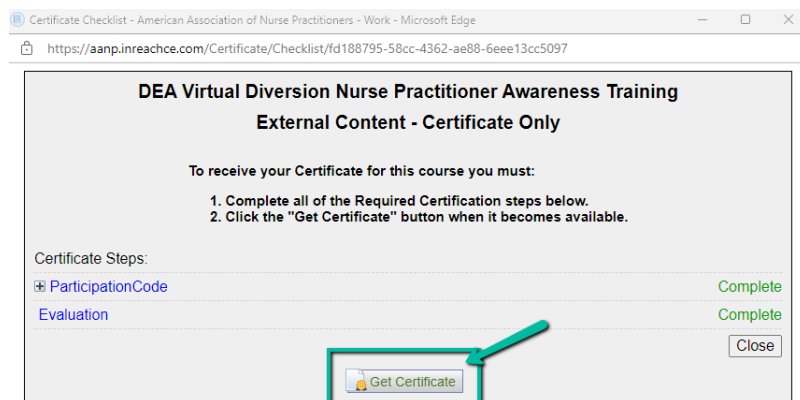 Certificate Checklist - American Association of Nurse Practitioners - Work - Microsoft Edge
https://aanp.inreachce.com/Certificate/Checklist/fd188795-58cc-4362-ae88-6eee13cc5097
DEA Virtual Diversion Nurse Practitioner Awareness Training
External Content - Certificate Only
To receive your Certificate for this course you must:
1. Complete all of the Required Certification steps below.
2. Click the "Get Certificate" button when it becomes available.
Certificate Steps:
ParticipationCode Complete
Evaluation Complete
Close
Get Certificate